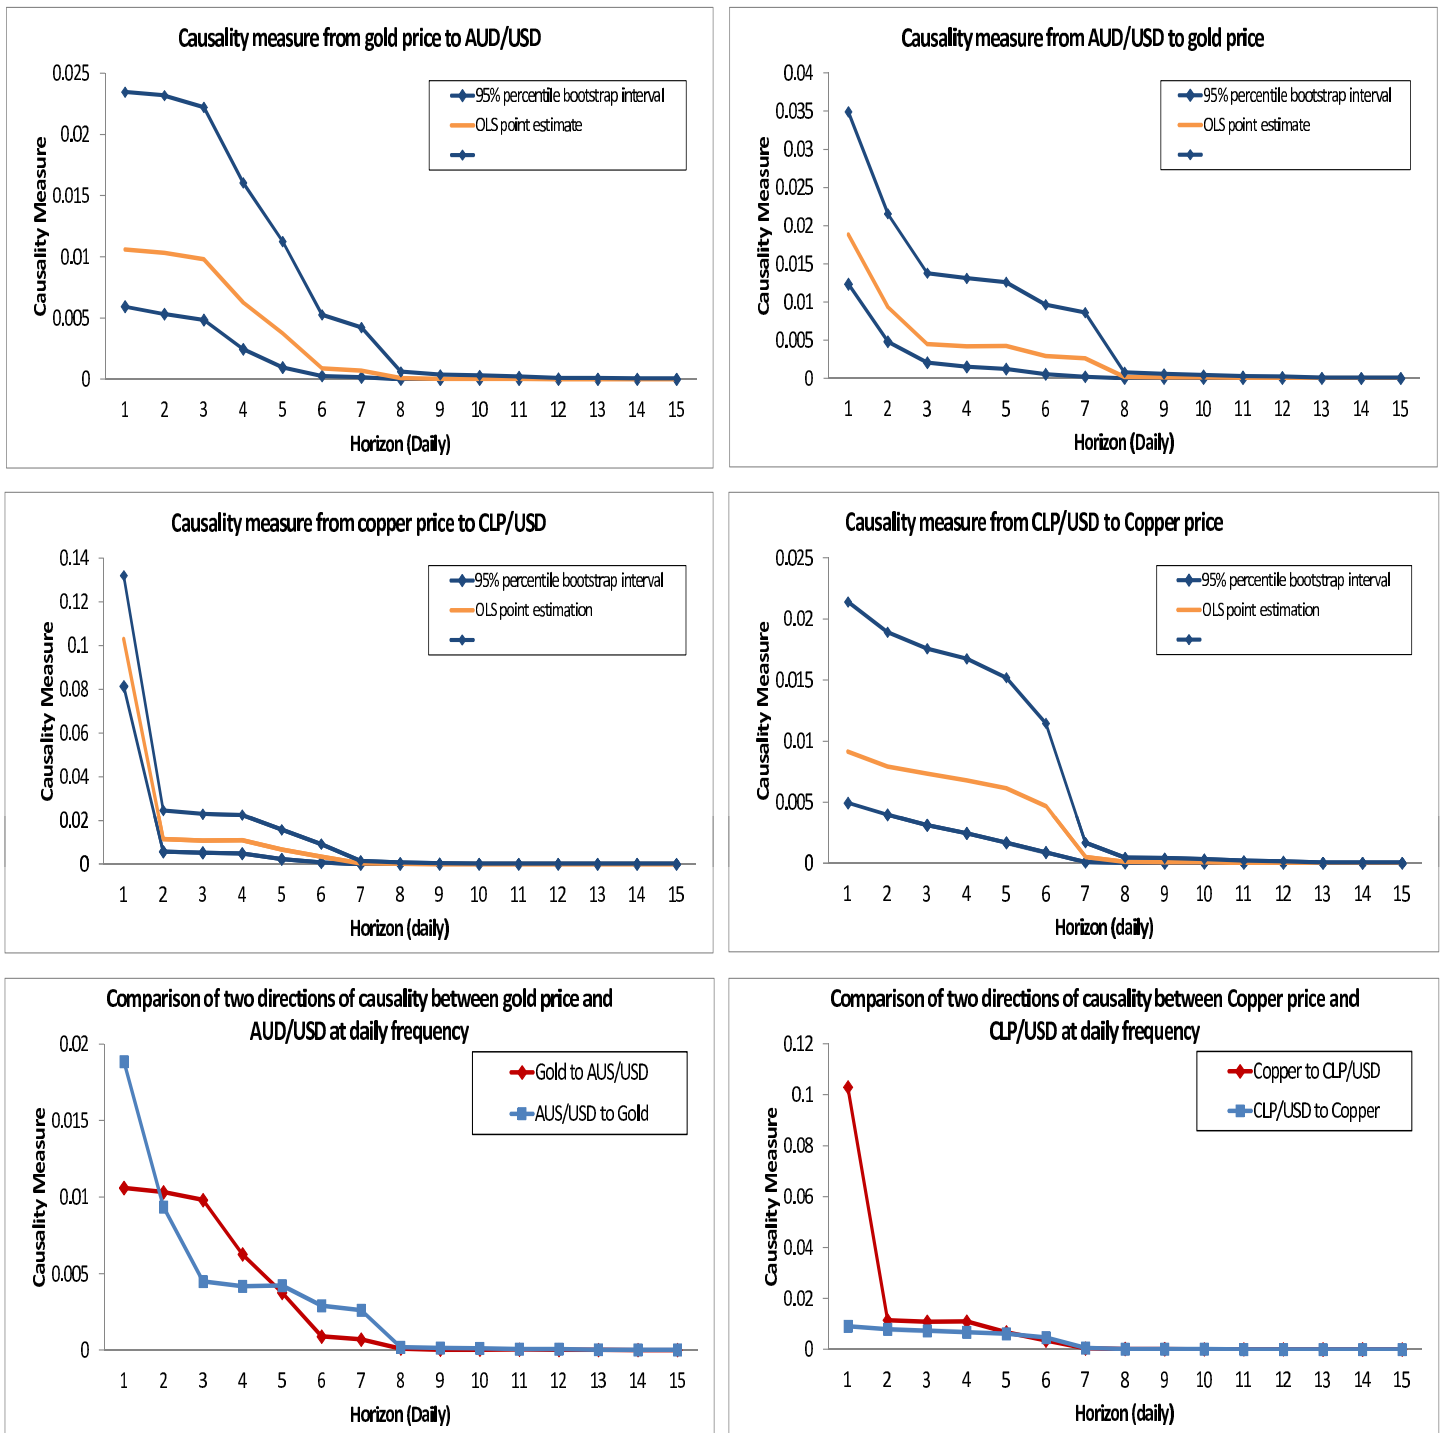 Causality measure from gold price to AUD/USD
0.025
0.02
0.015
0.01
0.005
0
Causality Measure
95% percentile bootstrap interval
OLS point estimate
1 2 3 4 5 6 7 8 9 10 11 12 13 14 15
Horizon (Daily)
Causality measure from AUD/USD to gold price
0.04
0.035
0.03
0.025
0.02
0.015
0.01
0.005
0
Causality Measure
95% percentile bootstrap interval
OLS point estimate
1 2 3 4 5 6 7 8 9 10 11 12 13 14 15
Horizon (Daily)
Causality measure from copper price to CLP/USD
0.14
0.12
0.1
0.08
0.06
0.04
0.02
0
Causality Measure
95% percentile bootstrap interval
OLS point estimation
1 2 3 4 5 6 7 8 9 10 11 12 13 14 15
Horizon (daily)
Causality measure from CLP/USD to Copper price
0.025
0.02
0.015
0.01
0.005
0
Causality Measure
95% percentile bootstrap interval
OLS point estimation
1 2 3 4 5 6 7 8 9 10 11 12 13 14 15
Horizon (daily)
Comparison of two directions of causality between gold price and
AUD/USD at daily frequency
0.02
0.015
0.01
0.005
0
Causality Measure
Gold to AUS/USD
AUS/USD to Gold
1 2 3 4 5 6 7 8 9 10 11 12 13 14 15
Horizon (Daily)
Comparison of two directions of causality between Copper price and
CLP/USD at daily frequency
0.12
0.1
0.08
0.06
0.04
0.02
0
Causality Measure
Copper to CLP/USD
CLP/USD to Copper
1 2 3 4 5 6 7 8 9 10 11 12 13 14 15
Horizon (daily)